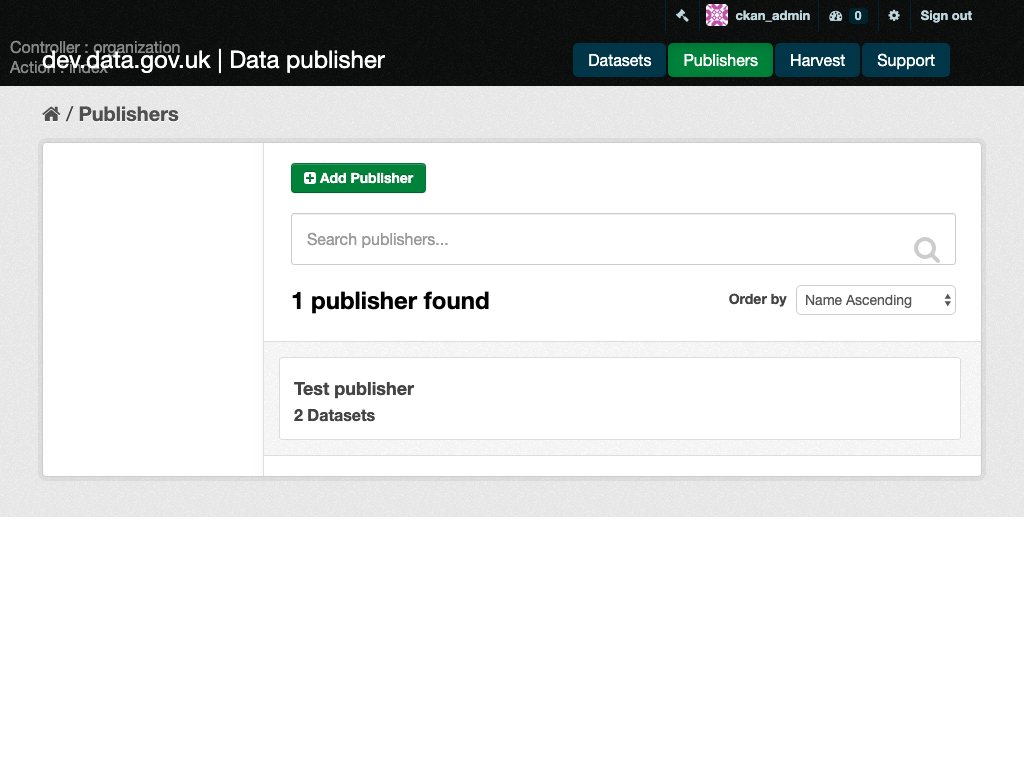 ckan_admin 0 Sign out
Controller : organization
Action : index
dev.data.gov.uk | Data publisher
Datasets Publishers Harvest Support
/ Publishers
Add Publisher
Search publishers...
1 publisher found
Order by Name Ascending
Test publisher
2 Datasets